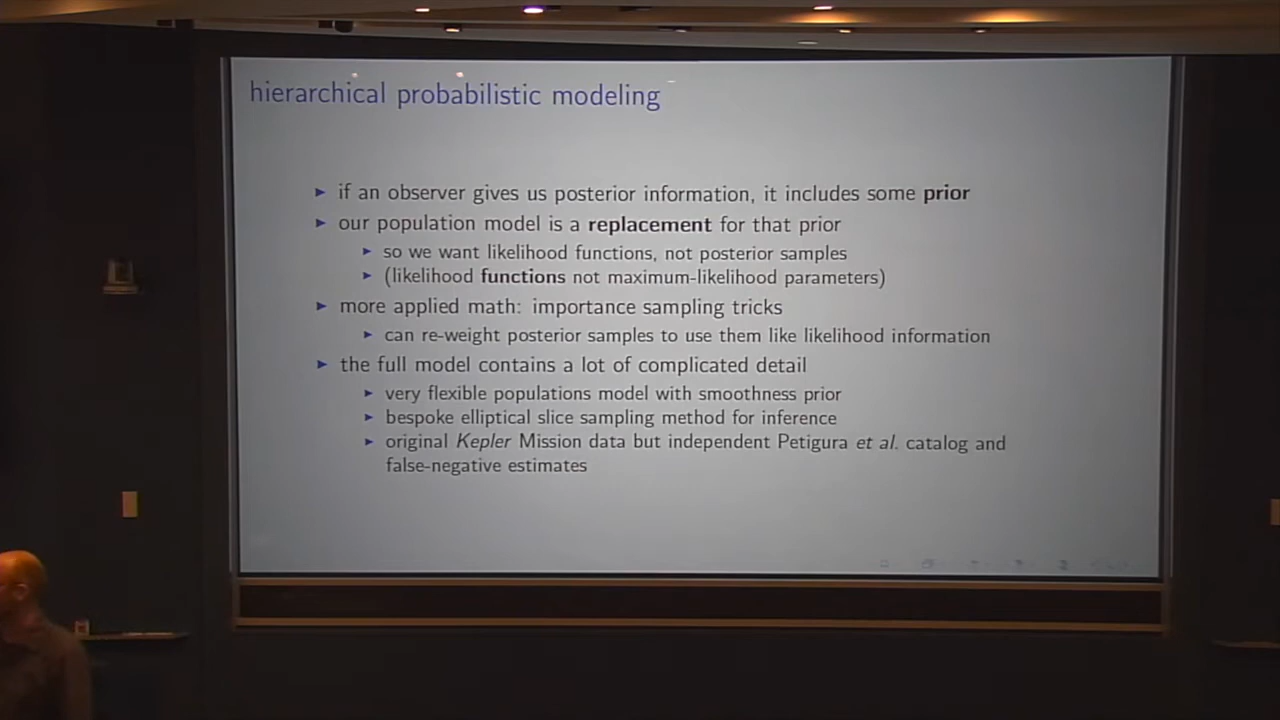 hierarchical probabilistic modeling
► if an observer gives us posterior information, it includes some prior
► our population model is a replacement for that prior
► so we want likelihood functions, not posterior samples
► (likelihood functions not maximum-likelihood parameters)
► more applied math: importance sampling tricks
► can re-weight posterior samples to use them like likelihood information
► the full model contains a lot of complicated detail
► very flexible populations model with smoothness prior
► bespoke elliptical slice sampling method for inference
► original Kepler Mission data but independent Petigura et al. catalog and
false-negative estimates